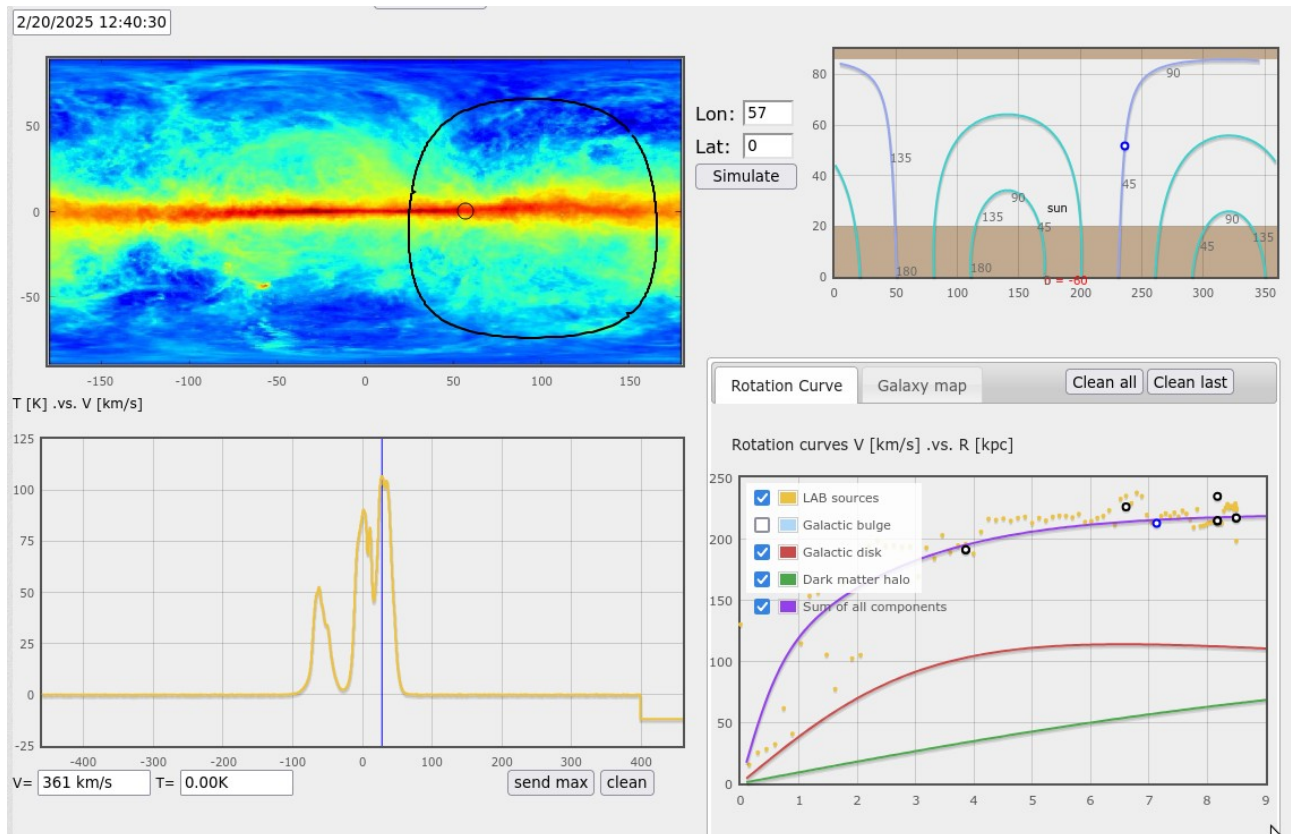 2/20/2025 12:40:30
50
0
-50
-150 -100 -50 0 50 100 150
Lon: 57
Lat: 0
Simulate
80
60
40
20
0
90
135
45
sun
90
135
45
180
180
90
45
135
b = -60
0 50 100 150 200 250 300 350
T [K] .vs. V [km/s]
125
100
75
50
25
0
-25
-400 -300 -200 -100 0 100 200 300 400
V= 361 km/s T= 0.00K send max clean
Rotation Curve Galaxy map Clean all Clean last
Rotation curves V [km/s] .vs. R [kpc]
250
200
150
100
50
0
LAB sources
Galactic bulge
Galactic disk
Dark matter halo
Sum of all components
0 1 2 3 4 5 6 7 8 9